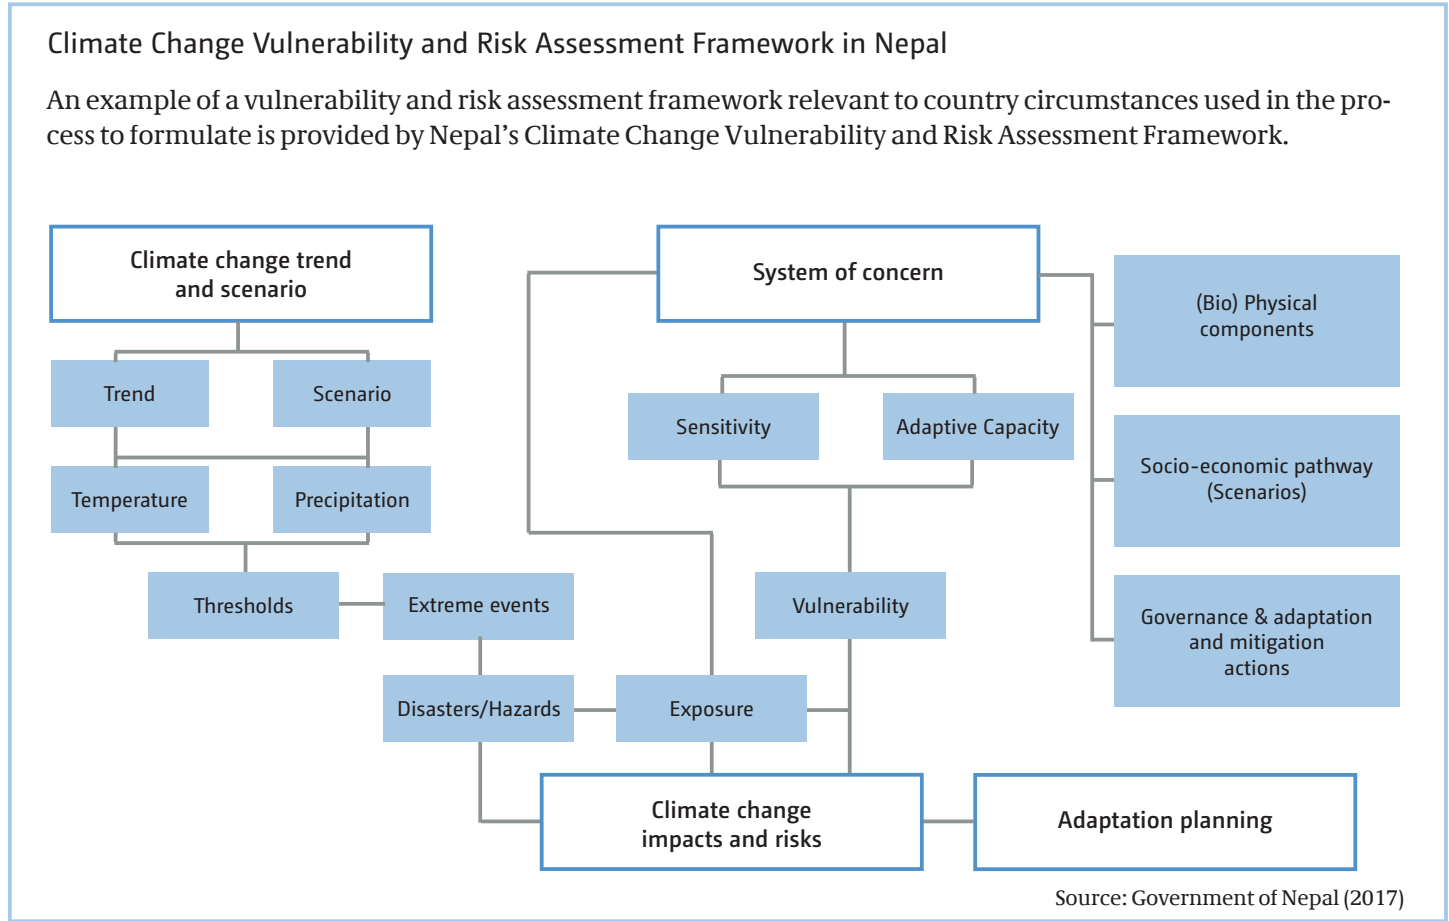 Climate Change Vulnerability and Risk Assessment Framework in Nepal
An example of a vulnerability and risk assessment framework relevant to country circumstances used in the pro-
cess to formulate is provided by Nepal’s Climate Change Vulnerability and Risk Assessment Framework.
Climate change trend
and scenario
System of concern
(Bio) Physical
components
Trend
Scenario
Sensitivity
Adaptive Capacity
Socio-economic pathway
(Scenarios)
Temperature
Precipitation
Thresholds
Extreme events
Vulnerability
Governance & adaptation
and mitigation
actions
Disasters/Hazards
Exposure
Climate change
impacts and risks
Adaptation planning
Source: Government of Nepal (2017)